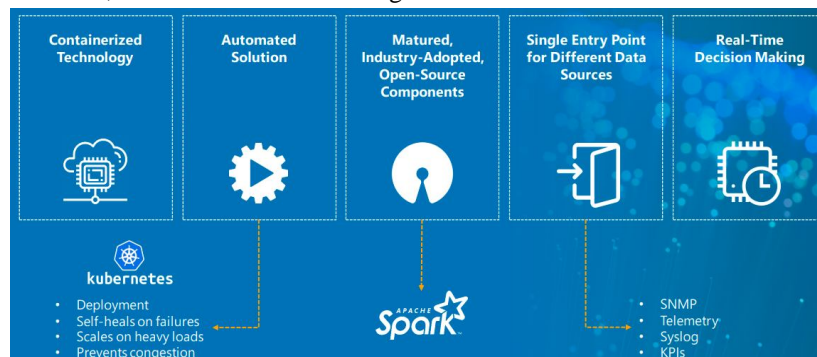 Containerized
Technology
Automated
Solution
Matured,
Industry-Adopted,
Open-Source
Components
Single Entry Point
for Different Data
Sources
Real-Time
Decision Making
kubernetes
• Deployment
• Self-heals on failures
• Scales on heavy loads
• Prevents congestion
APACHE
Spark
• SNMP
• Telemetry
• Syslog
• KPIs